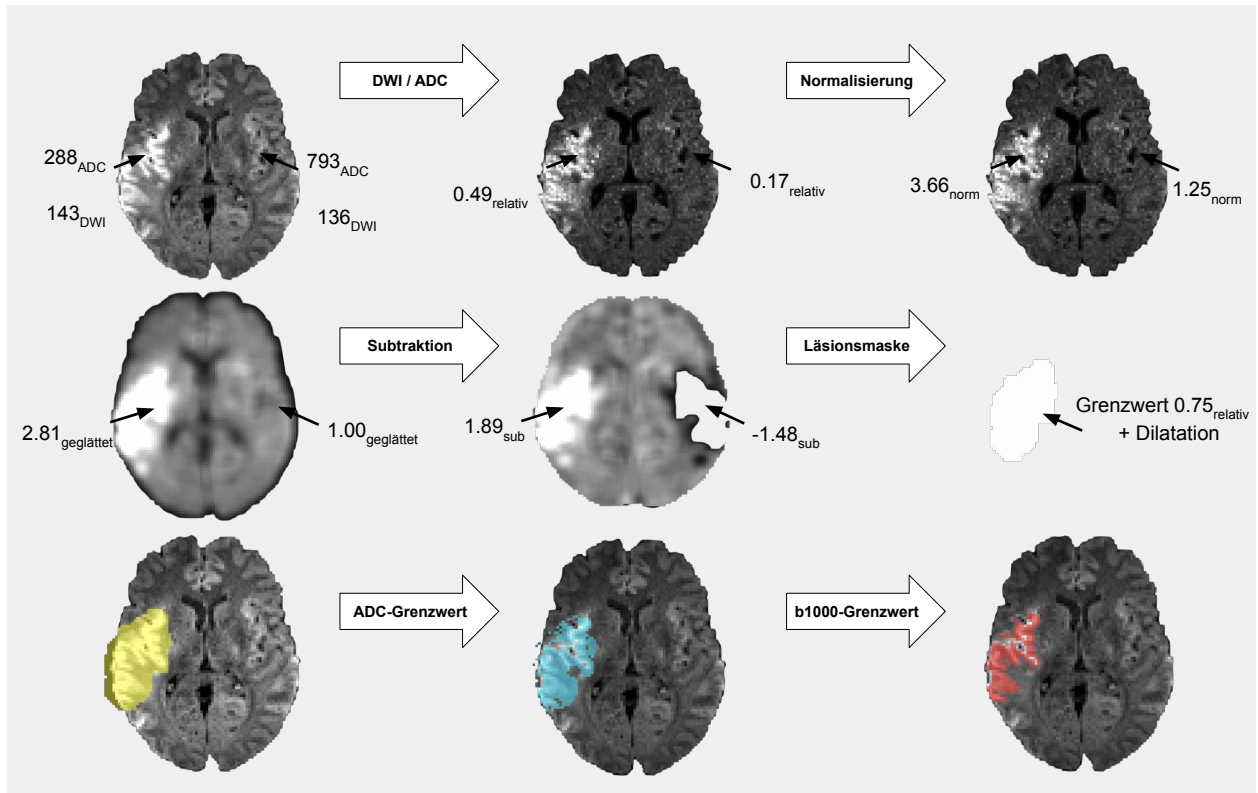 DWI / ADC
Normalisierung
288ADC
793ADC
143DWI
136DWI
0.49relativ
0.17relativ
3.66norm
1.25norm
Subtraktion
Läsionsmaske
2.81geglättet
1.00geglättet
1.89sub
-1.48sub
Grenzwert 0.75relativ
+ Dilatation
ADC-Grenzwert
b1000-Grenzwert